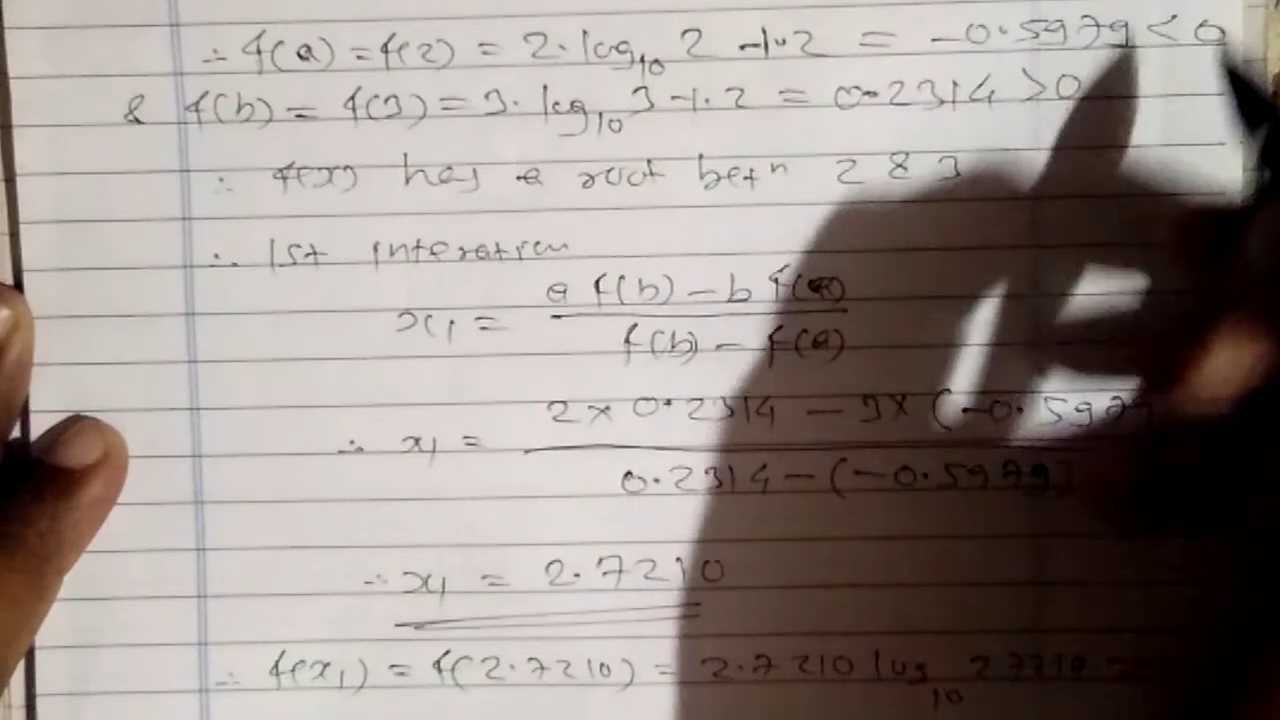 ∴ f(a) = f(2) = 2·log₁₀ 2 - 1.2 = -0.5979 < 0
& f(b) = f(3) = 3·log₁₀ 3 - 1.2 = 0.2314 > 0
∴ f(x) has a root betn 2 & 3
∴ 1st interation
x₁ = a f(b) - b f(a) / f(b) - f(a)
∴ x₁ = 2 × 0.2314 - 3 × (-0.5979 / 0.2314 - (-0.5979)
∴ x₁ = 2.7210
∴ f(x₁) = f(2.7210) = 2.7210 log₁₀ 2.7210 =